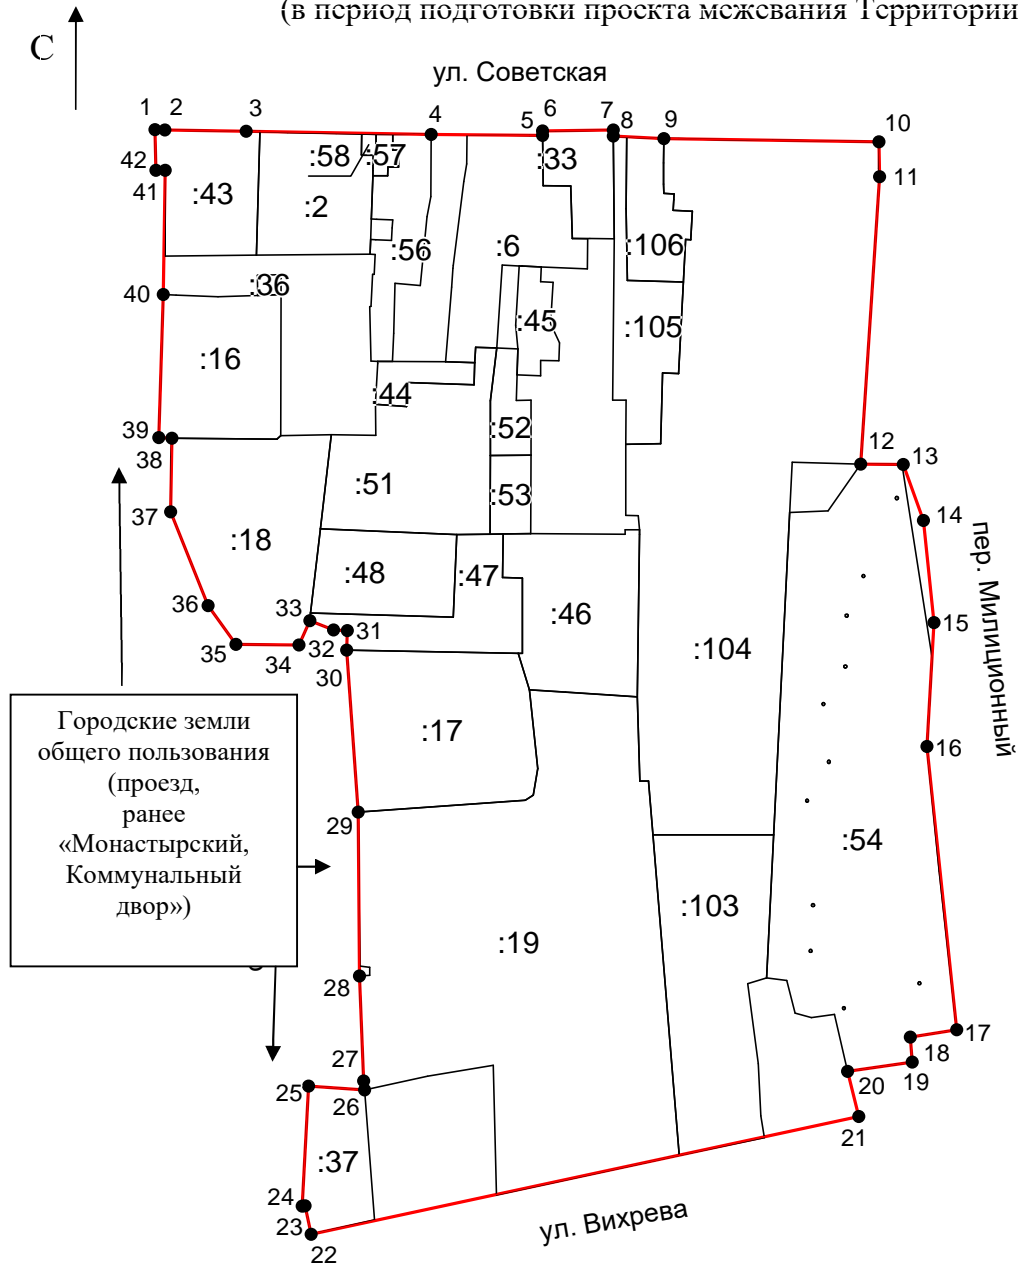 (в период подготовки проекта межевания Территории
С
ул. Советская
1 2 3 4 5 6 7 8 9 10
42 41 11
:43 :58 :57 :2 :33
:56 :6 :106
:36
40
:45 :105
:16
:44
39 38
:52
12 13
:51 :53
37 14
:18
:48 :47
36 33 :46 15
35 34 32 31 30
:104
пер. Милиционный
:17
16
Городские земли
общего пользования
(проезд,
ранее
«Монастырский,
Коммунальный
двор»)
29
:54
:103
:19
28
17
18
19
27
25 26
20
21
:37
24
23
22
ул. Вихрева